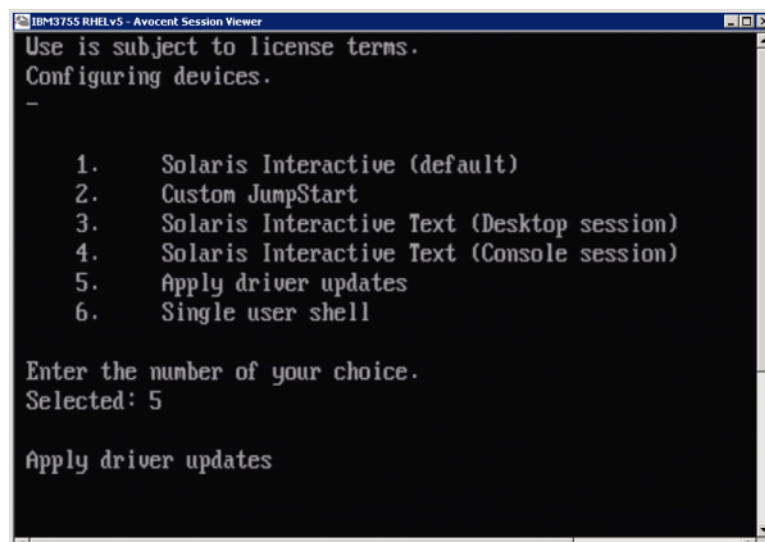 IBM3755 RHELv5 - Avocent Session Viewer
Use is subject to license terms.
Configuring devices.
1. Solaris Interactive (default)
2. Custom JumpStart
3. Solaris Interactive Text (Desktop session)
4. Solaris Interactive Text (Console session)
5. Apply driver updates
6. Single user shell
Enter the number of your choice.
Selected: 5
Apply driver updates